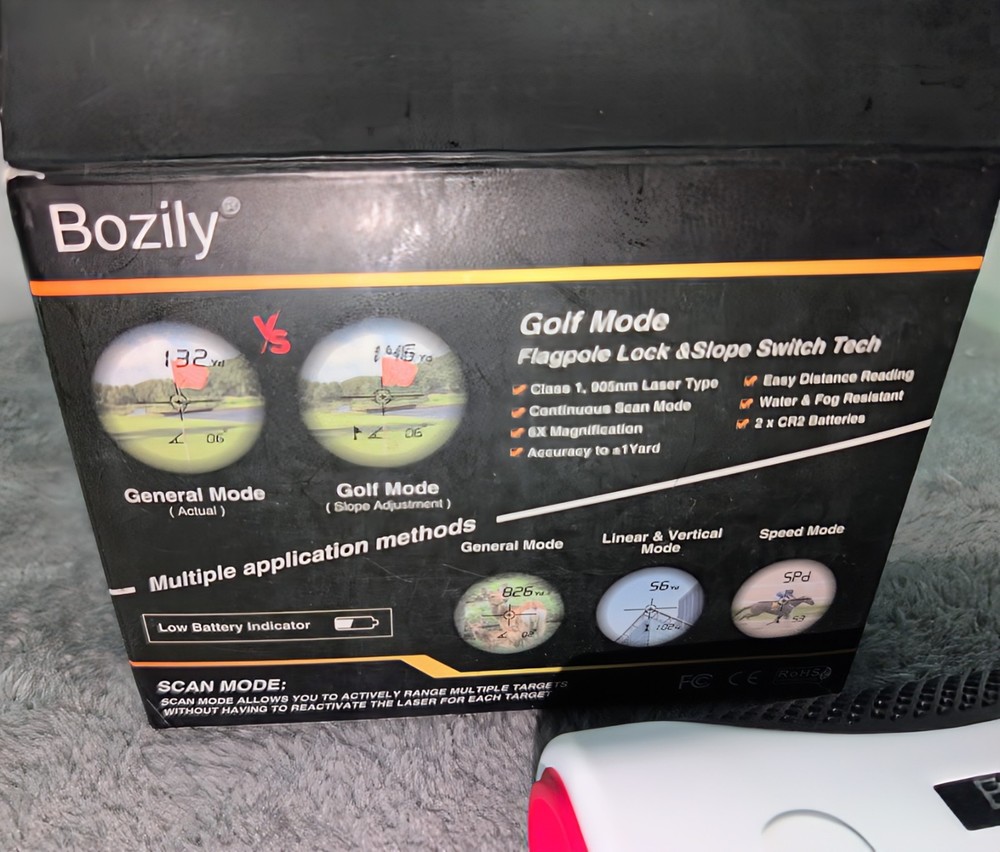 Bozily®
132 Yd
06°
VS
146 Yd
06°
General Mode
( Actual )
Golf Mode
( Slope Adjustment )
Golf Mode
Flagpole Lock &Slope Switch Tech
Class 1, 905nm Laser Type
Continuous Scan Mode
6X Magnification
Accuracy to ±1Yard
Easy Distance Reading
Water & Fog Resistant
2 x CR2 Batteries
Multiple application methods
General Mode
826 Yd
03°
Linear & Vertical
Mode
56 Yd
Speed Mode
SPd
53
Low Battery Indicator
SCAN MODE:
SCAN MODE ALLOWS YOU TO ACTIVELY RANGE MULTIPLE TARGETS
WITHOUT HAVING TO REACTIVATE THE LASER FOR EACH TARGET
FC CE RoHS